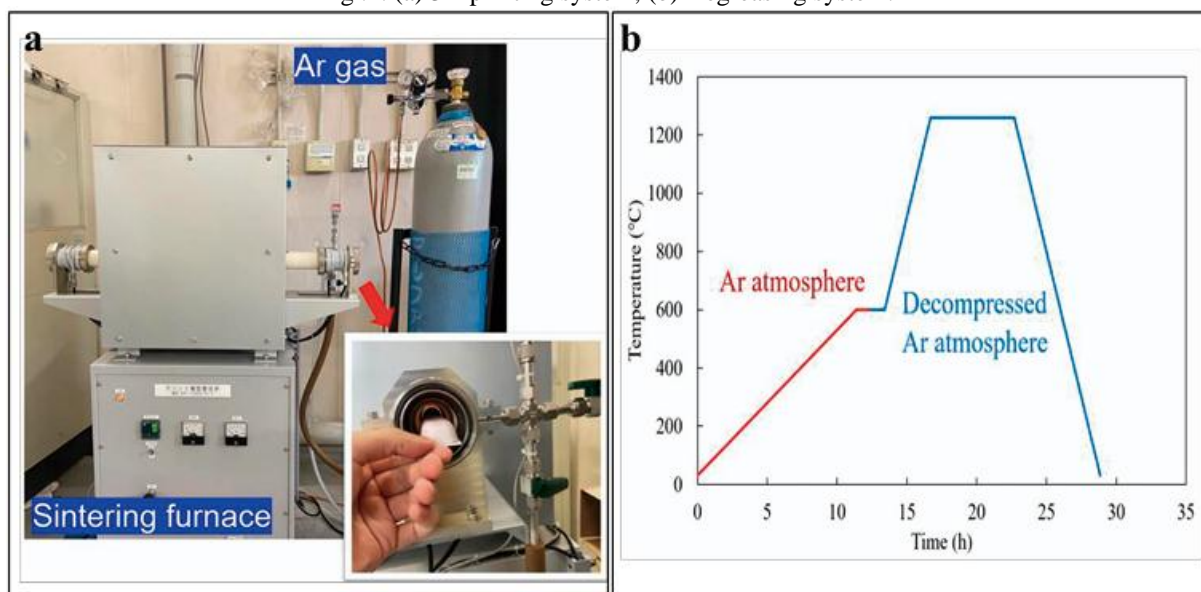 a
Ar gas
Sintering furnace
b
1400
1200
1000
800
600
400
200
0
Temperature (°C)
Ar atmosphere
Decompressed
Ar atmosphere
0 5 10 15 20 25 30 35
Time (h)